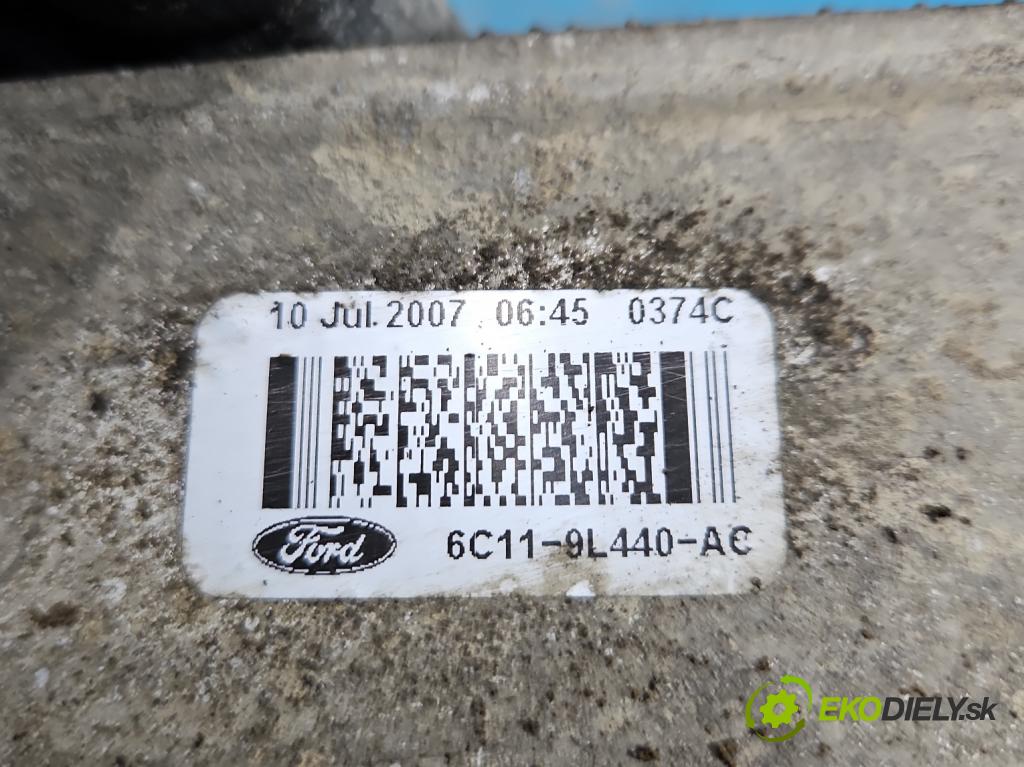 10 Jul.2007 06:45 0374C
Ford
6C11-9L440-AC
EKODIELY.sk